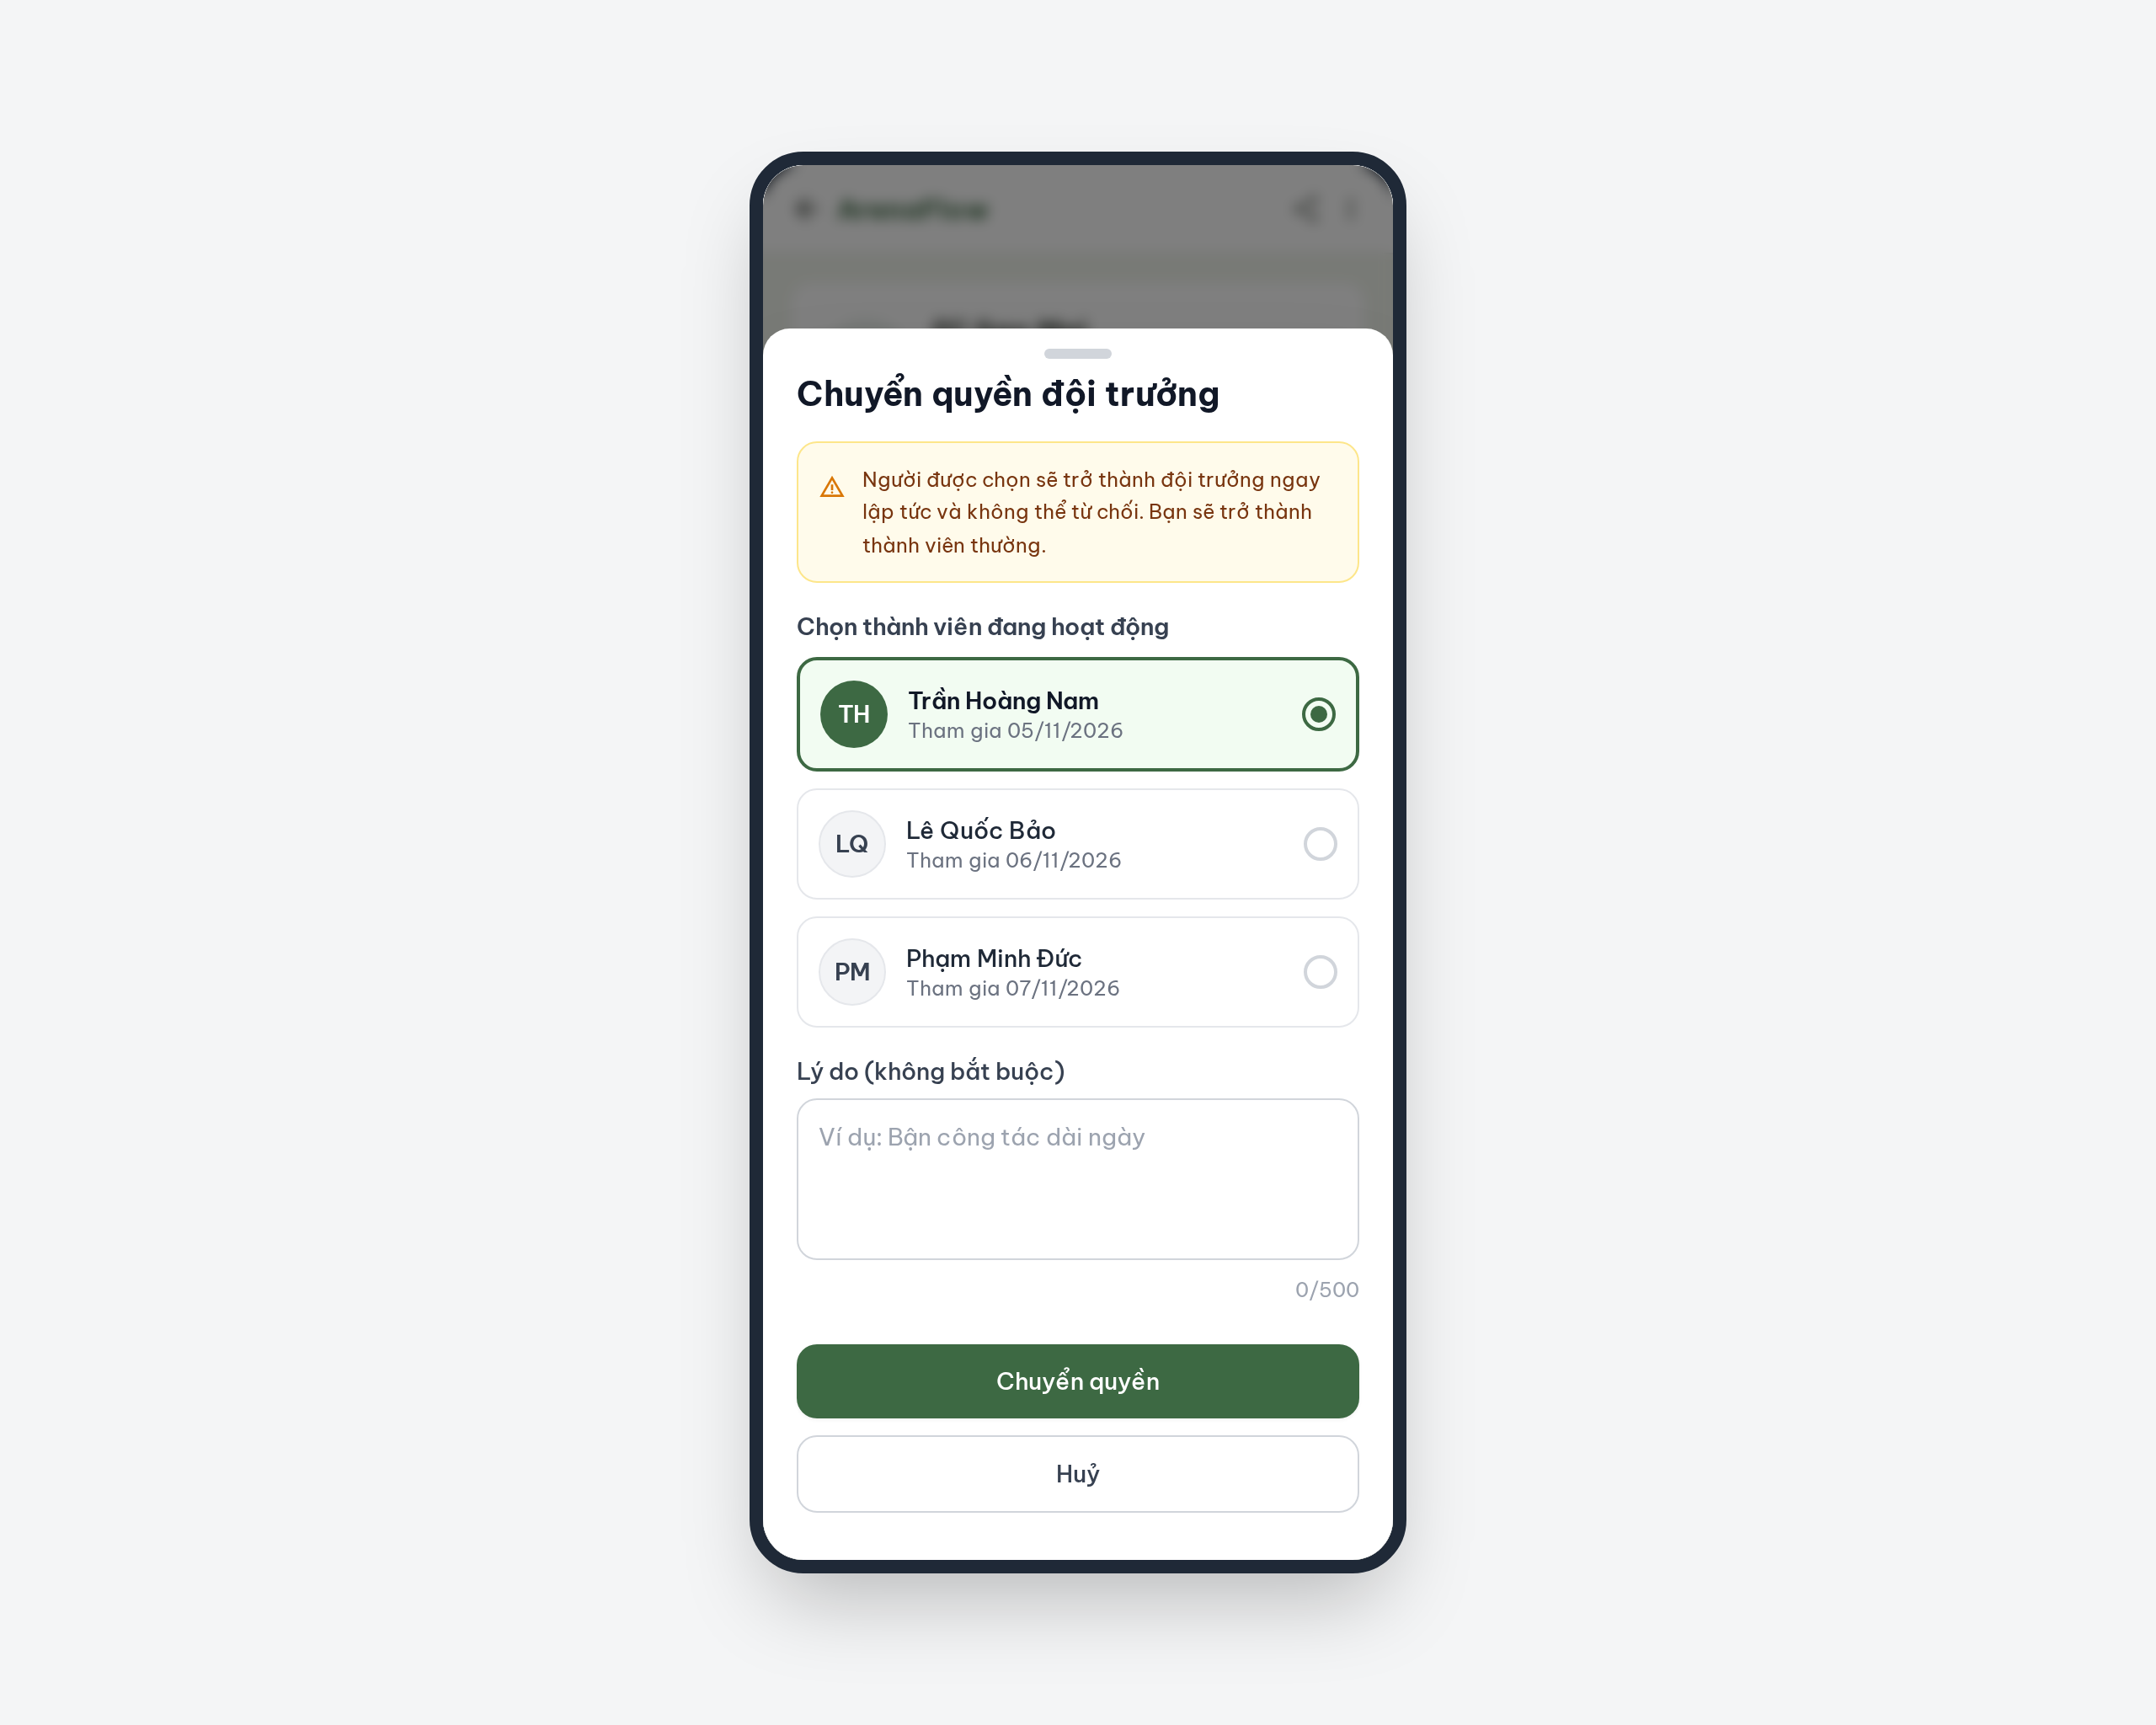 ArenaFlow
Chuyển quyền đội trưởng
Người được chọn sẽ trở thành đội trưởng ngay
lập tức và không thể từ chối. Bạn sẽ trở thành
thành viên thường.
Chọn thành viên đang hoạt động
TH
Trần Hoàng Nam
Tham gia 05/11/2026
LQ
Lê Quốc Bảo
Tham gia 06/11/2026
PM
Phạm Minh Đức
Tham gia 07/11/2026
Lý do (không bắt buộc)
Ví dụ: Bận công tác dài ngày
0/500
Chuyển quyền
Huỷ